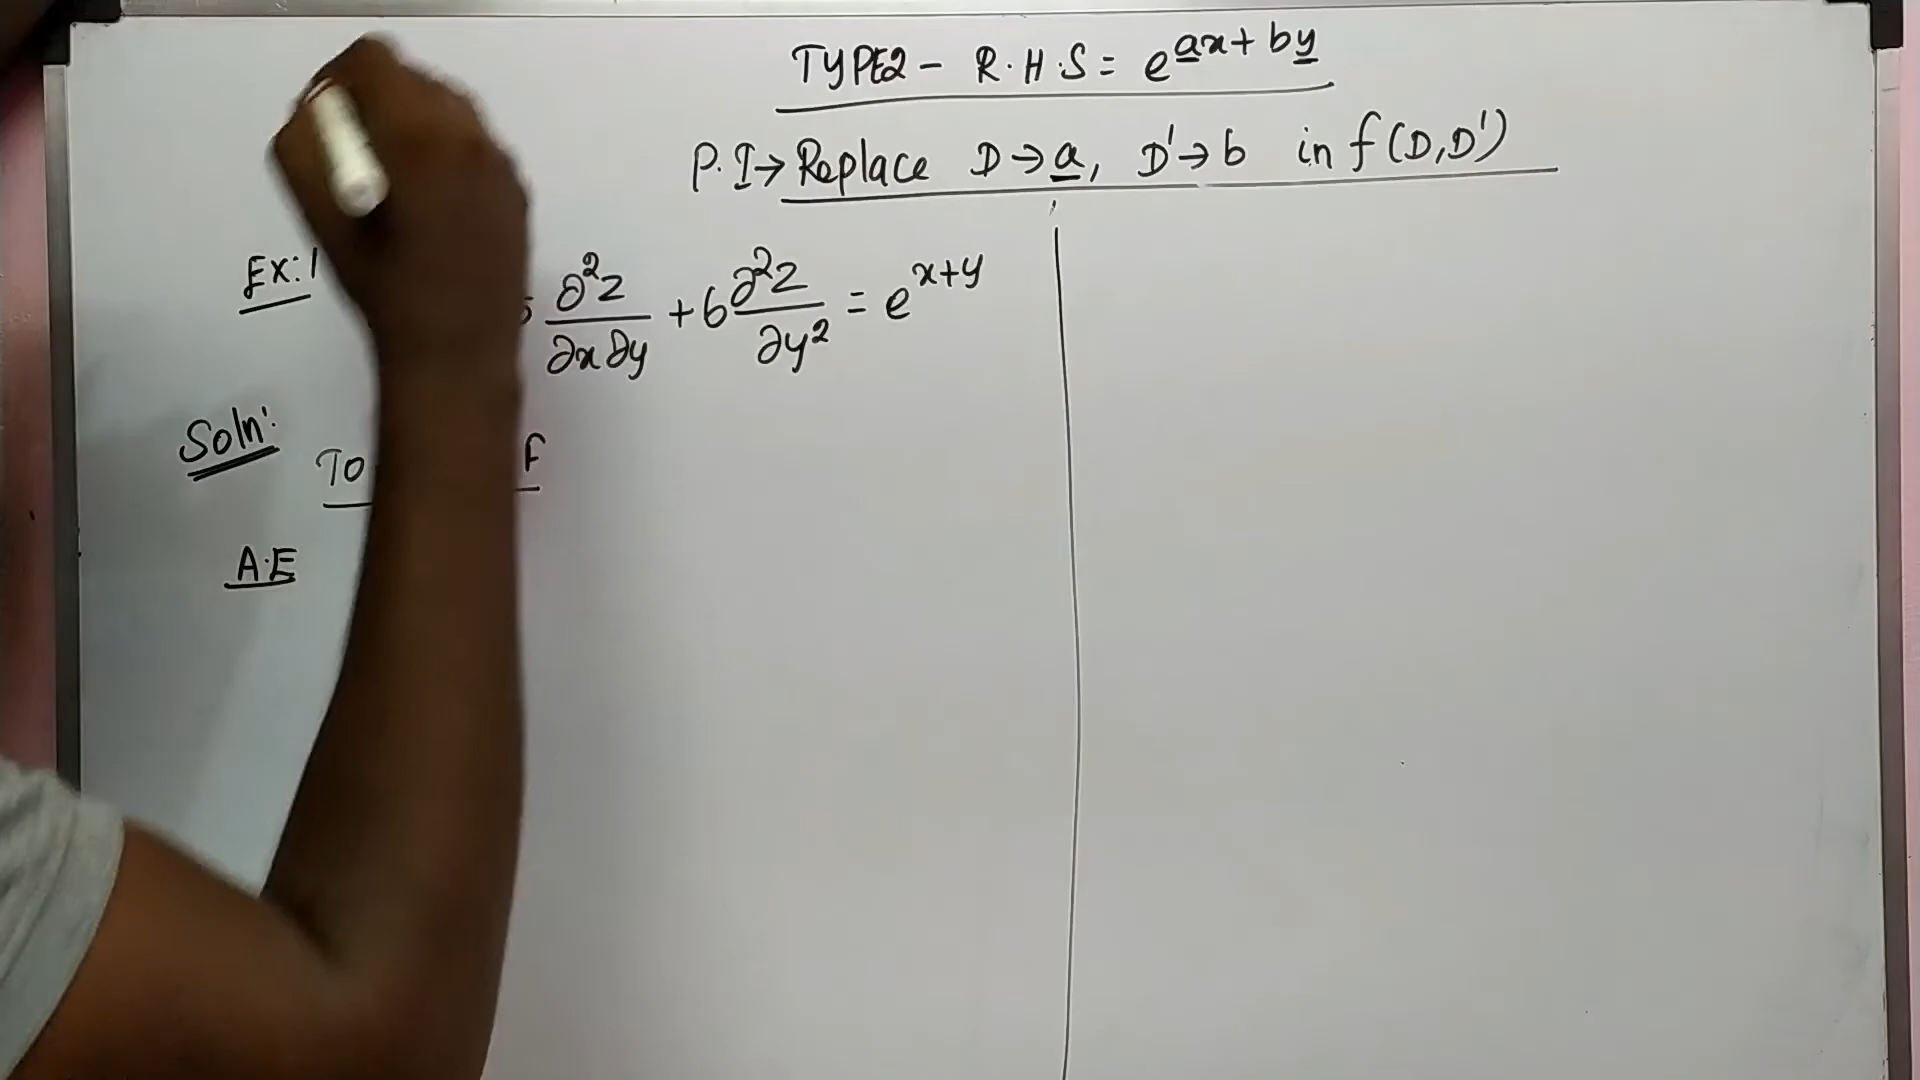 TYPE2 - R.H.S = e^{ax+by}
P.I → Replace D→a, D'→b in f(D,D')
Ex:1
∂²z/∂x∂y + 6 ∂²z/∂y² = e^{x+y}
Soln:
To F
A.E